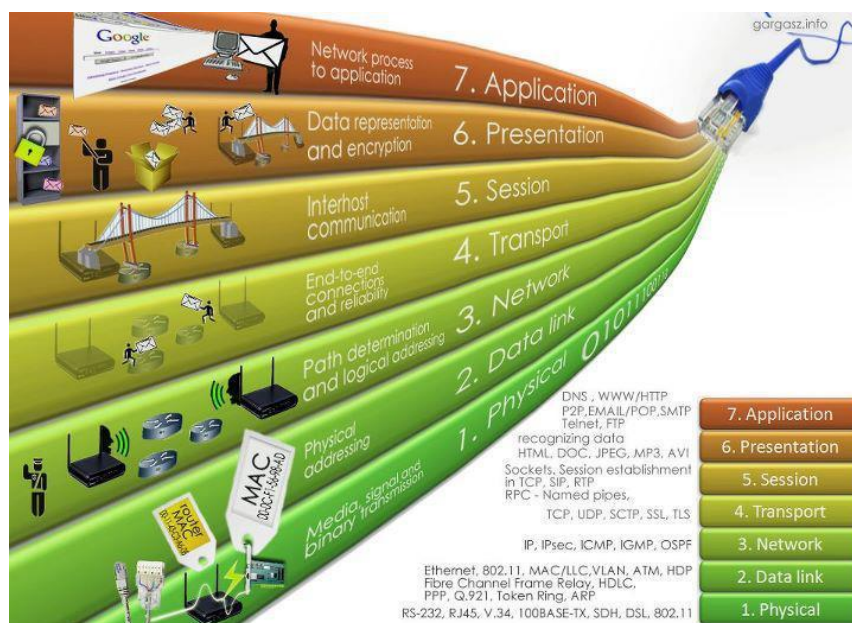 gargasz.info
Google
Network process
to application
7. Application
Data representation
and encryption
6. Presentation
Interhost
communication
5. Session
End-to-end
connections
and reliability
4. Transport
Path determination
and logical addressing
3. Network
Physical
addressing
2. Data link
Media, signal and
binary transmission
1. Physical
010111100113
MAC
router
MAC
DNS , WWW/HTTP
P2P,EMAIL/POP,SMTP
Telnet, FTP
7. Application
recognizing data
HTML, DOC, JPEG, MP3, AVI
6. Presentation
Sockets. Session establishment
in TCP, SIP, RTP
RPC - Named pipes,
5. Session
TCP, UDP, SCTP, SSL, TLS
4. Transport
IP, IPsec, ICMP, IGMP, OSPF
3. Network
Ethernet, 802.11, MAC/LLC,VLAN, ATM, HDP
Fibre Channel Frame Relay, HDLC,
PPP, Q.921, Token Ring, ARP
2. Data link
RS-232, RJ45, V.34, 100BASE-TX, SDH, DSL, 802.11
1. Physical